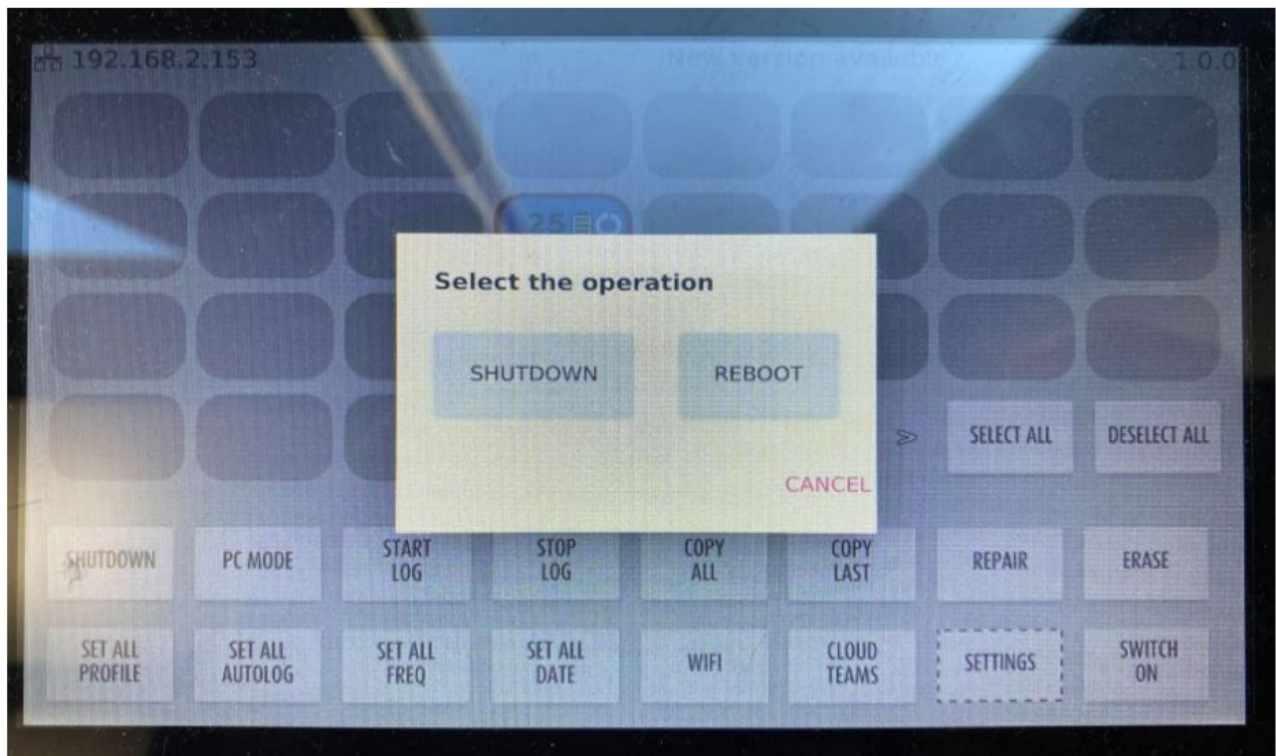 192.168.2.153 New version available 1.0.0
25
Select the operation
SHUTDOWN REBOOT
CANCEL
> SELECT ALL DESELECT ALL
SHUTDOWN PC MODE START LOG STOP LOG COPY ALL COPY LAST REPAIR ERASE
SET ALL PROFILE SET ALL AUTOLOG SET ALL FREQ SET ALL DATE WIFI CLOUD TEAMS SETTINGS SWITCH ON